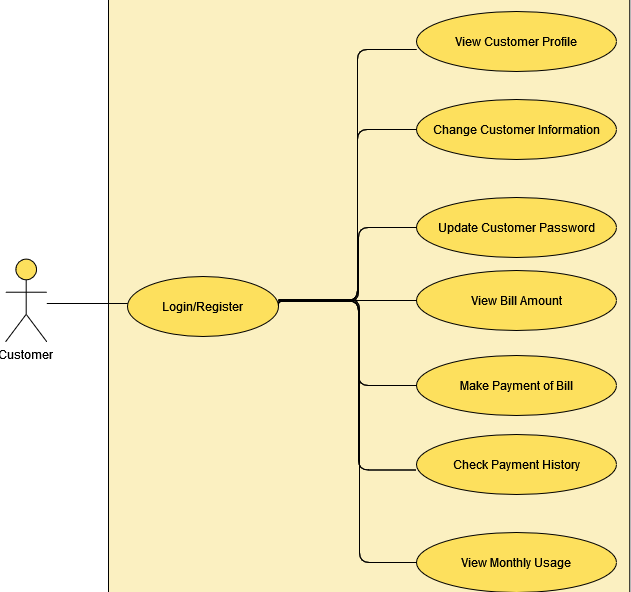 View Customer Profile
Change Customer Information
Update Customer Password
Login/Register
View Bill Amount
Customer
Make Payment of Bill
Check Payment History
View Monthly Usage